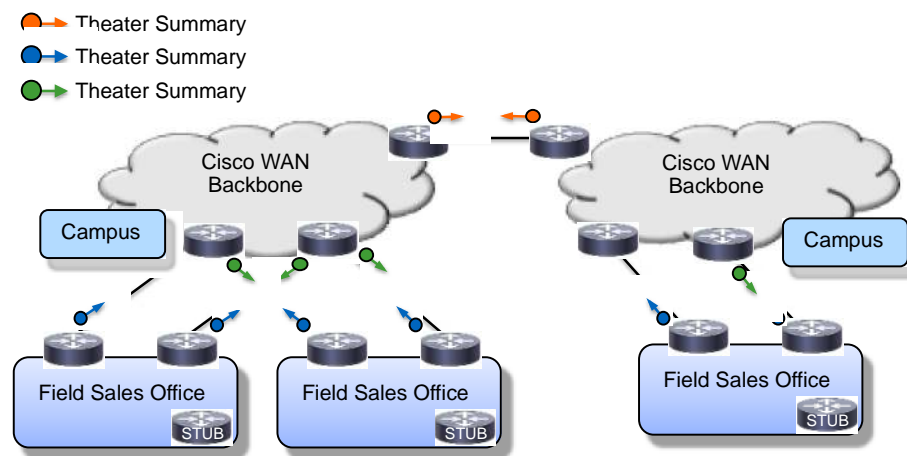 Theater Summary
Theater Summary
Theater Summary
Cisco WAN
Backbone
Cisco WAN
Backbone
Campus
Campus
Field Sales Office
STUB
Field Sales Office
STUB
Field Sales Office
STUB